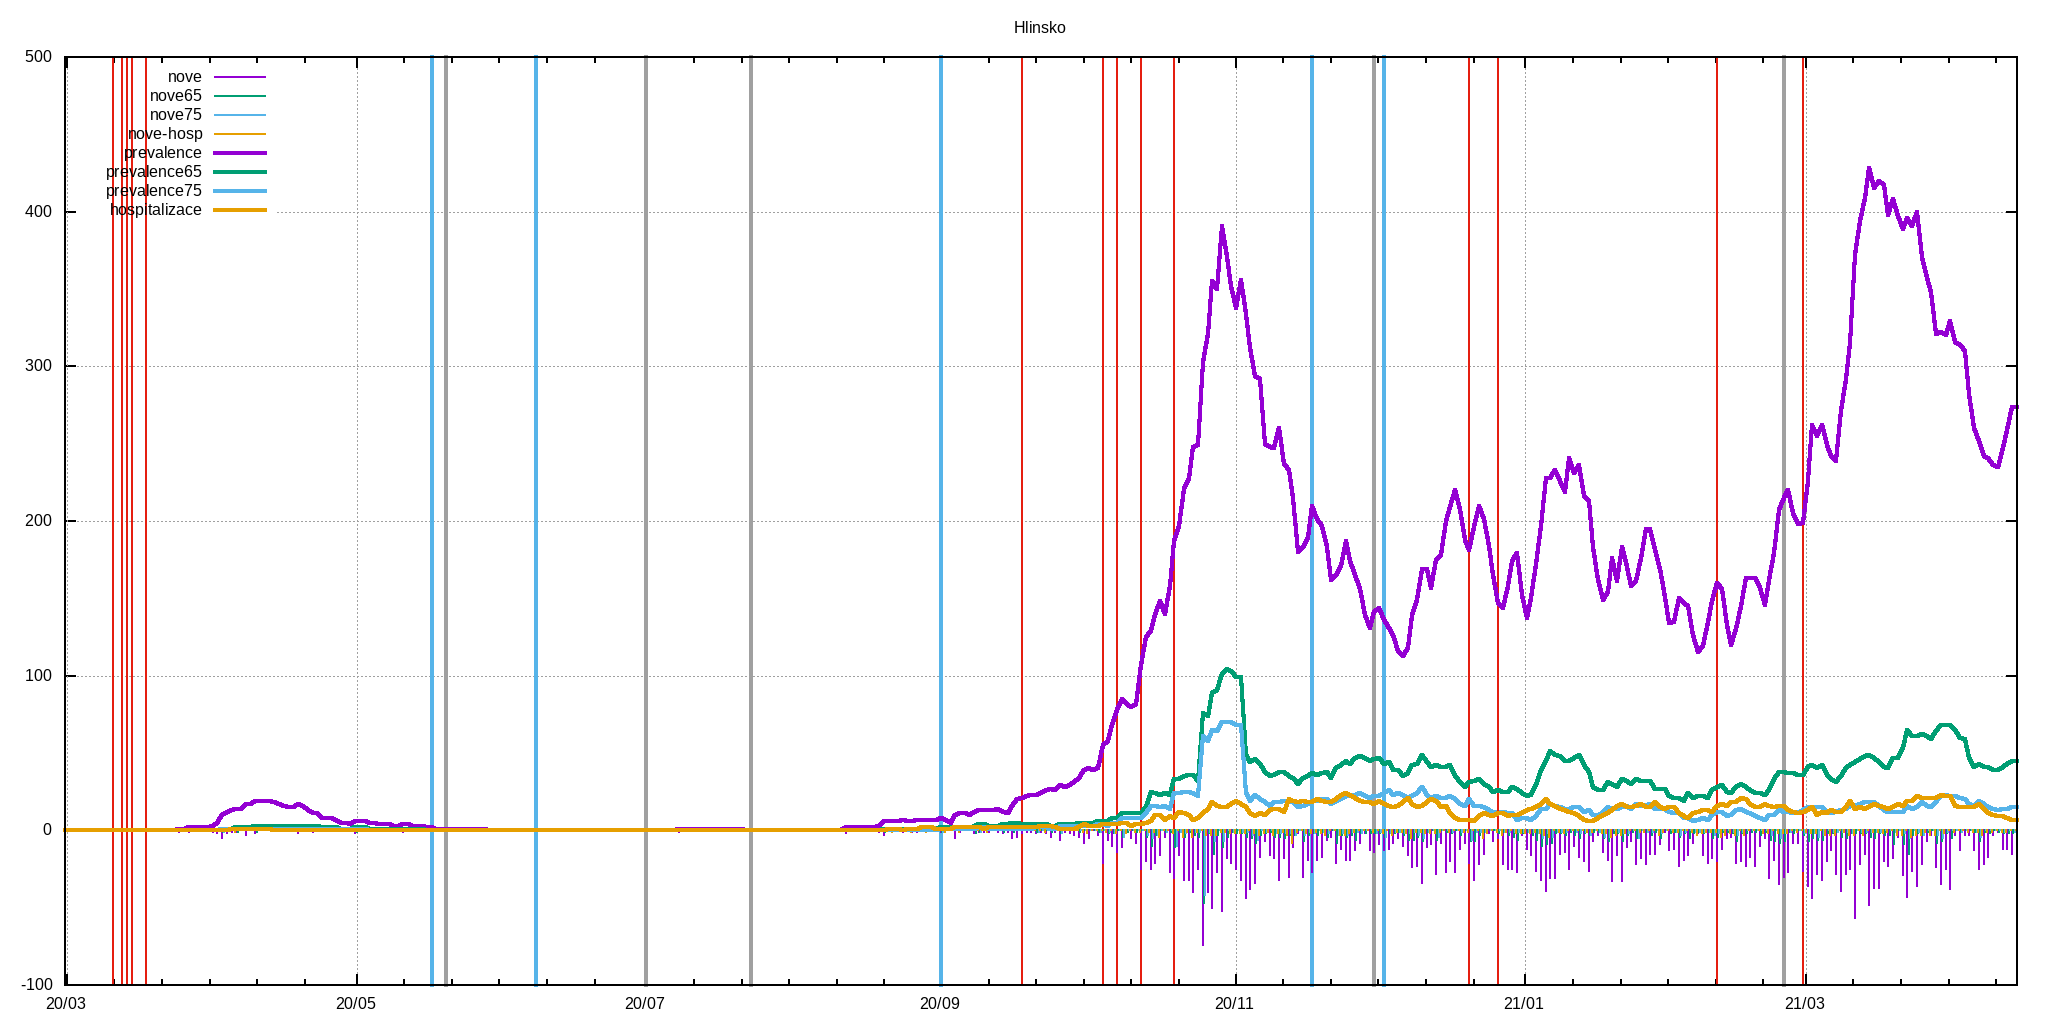 Hlinsko
500
400
300
200
100
0
-100
nove
nove65
nove75
nove-hosp
prevalence
prevalence65
prevalence75
hospitalizace
20/03 20/05 20/07 20/09 20/11 21/01 21/03